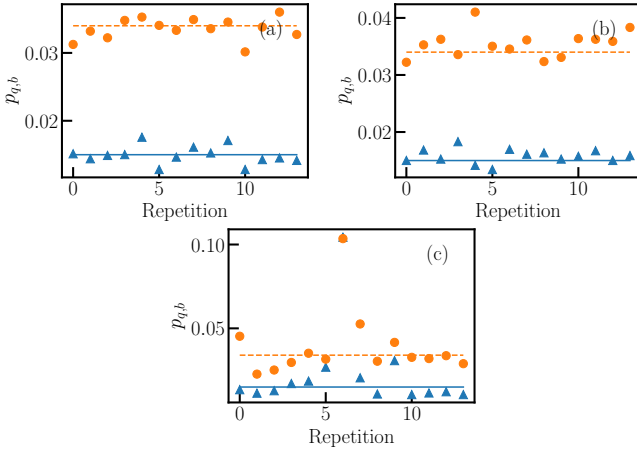 (a)
p_{q,b}
0.03
0.02
0 5 10
Repetition
(b)
p_{q,b}
0.04
0.03
0.02
0 5 10
Repetition
(c)
p_{q,b}
0.10
0.05
0 5 10
Repetition